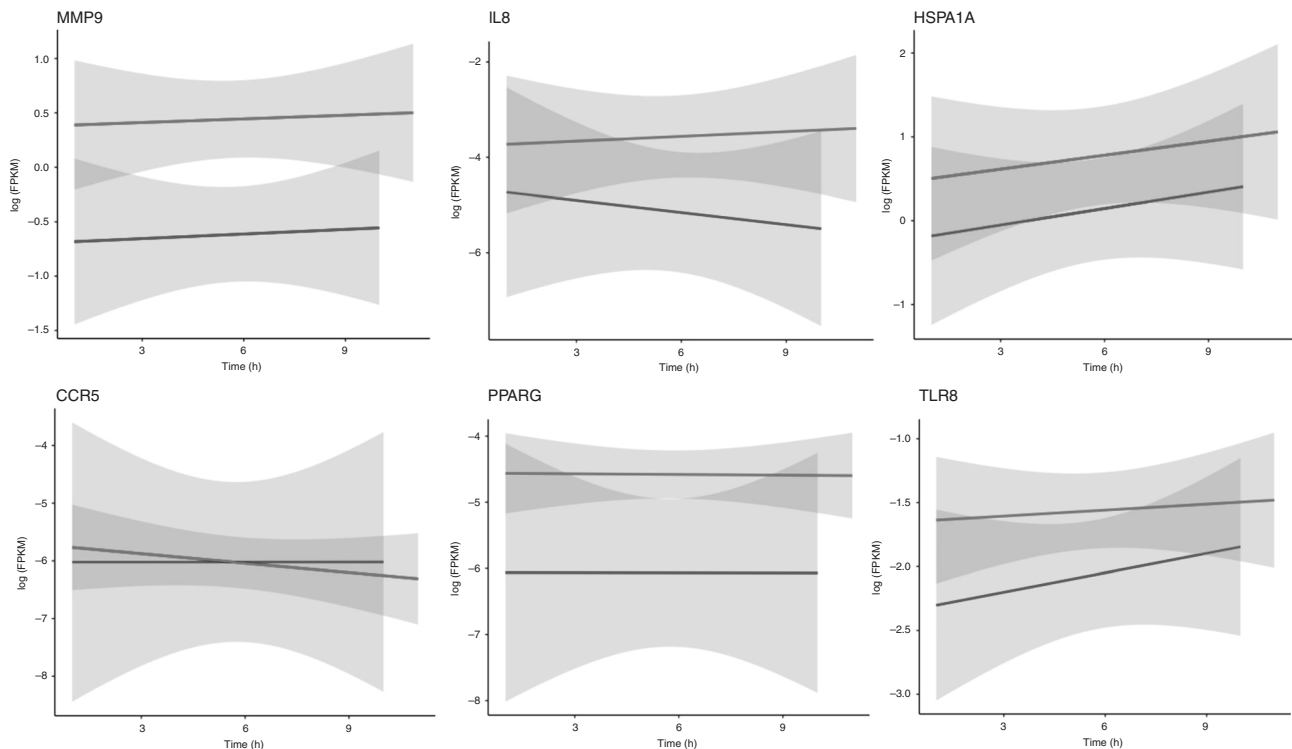 MMP9
1.0
0.5
0.0
−0.5
−1.0
−1.5
log (FPKM)
3 6 9
Time (h)
IL8
−2
−4
−6
log (FPKM)
3 6 9
Time (h)
HSPA1A
2
1
0
−1
log (FPKM)
3 6 9
Time (h)
CCR5
−4
−5
−6
−7
−8
log (FPKM)
3 6 9
Time (h)
PPARG
−4
−5
−6
−7
−8
log (FPKM)
3 6 9
Time (h)
TLR8
−1.0
−1.5
−2.0
−2.5
−3.0
log (FPKM)
3 6 9
Time (h)